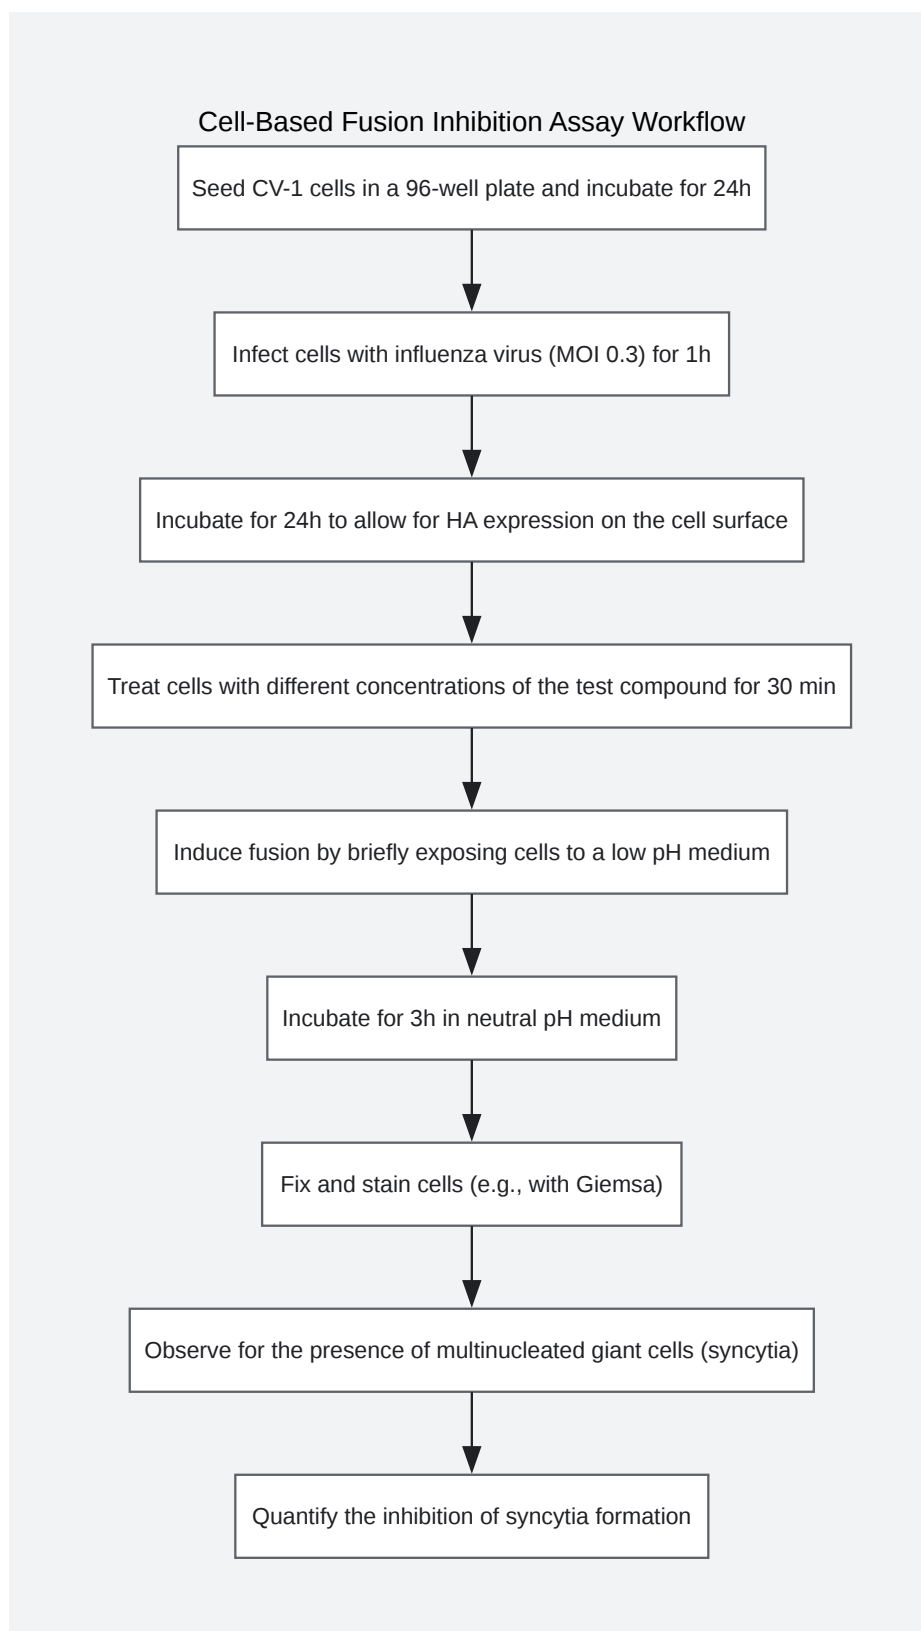 Cell-Based Fusion Inhibition Assay Workflow
Seed CV-1 cells in a 96-well plate and incubate for 24h
Infect cells with influenza virus (MOI 0.3) for 1h
Incubate for 24h to allow for HA expression on the cell surface
Treat cells with different concentrations of the test compound for 30 min
Induce fusion by briefly exposing cells to a low pH medium
Incubate for 3h in neutral pH medium
Fix and stain cells (e.g., with Giemsa)
Observe for the presence of multinucleated giant cells (syncytia)
Quantify the inhibition of syncytia formation